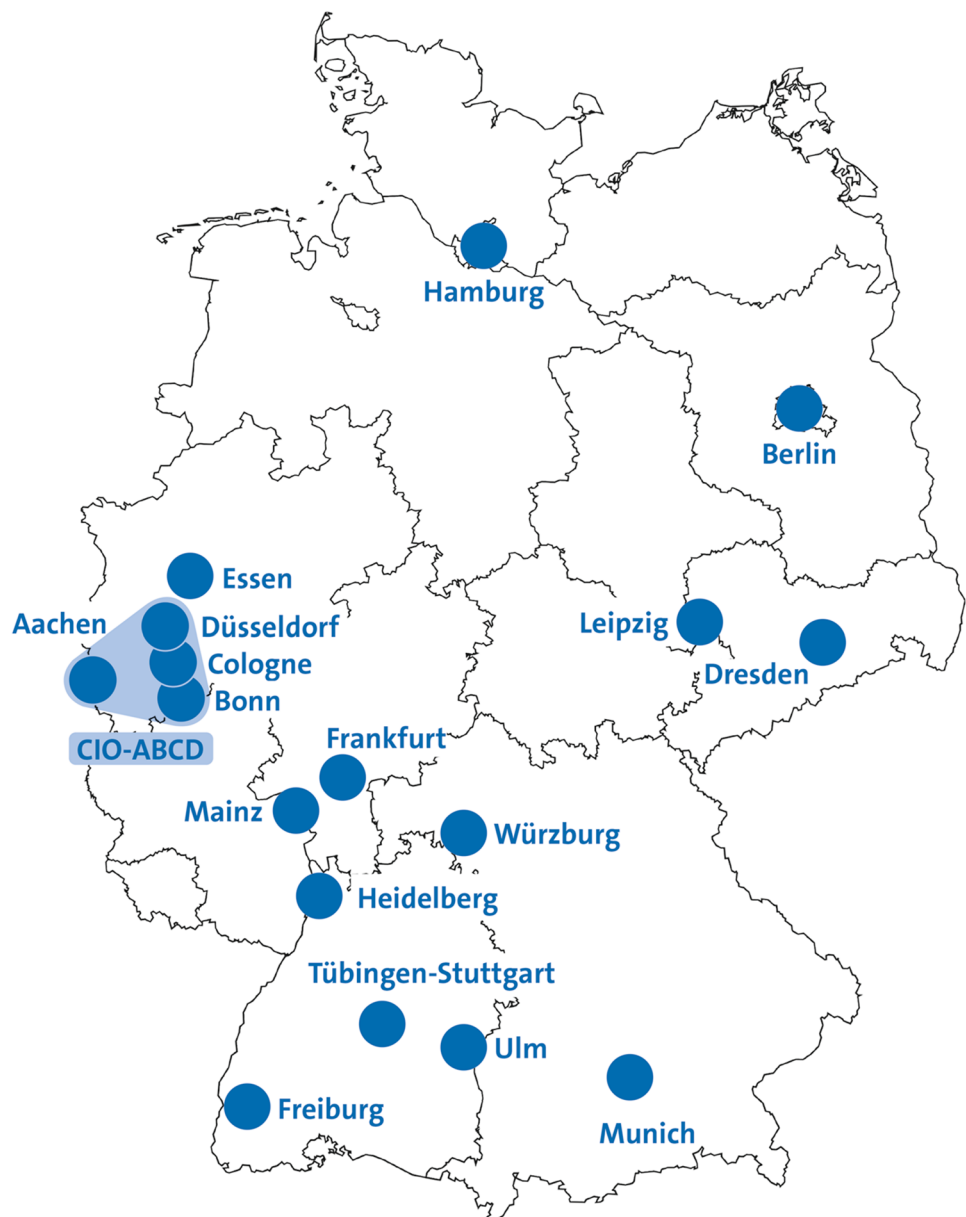 Hamburg
Berlin
Essen
Aachen
Düsseldorf
Leipzig
Cologne
Dresden
Bonn
CIO-ABCD
Frankfurt
Mainz
Würzburg
Heidelberg
Tübingen-Stuttgart
Ulm
Freiburg
Munich